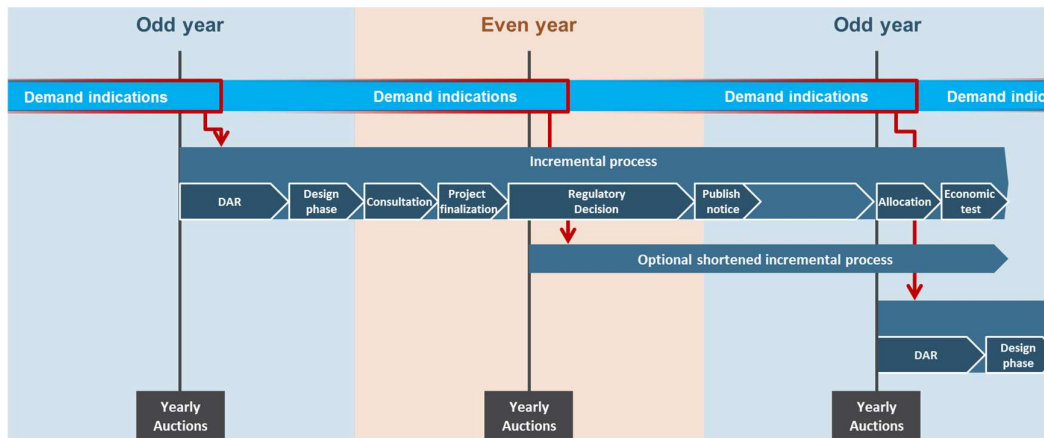 Odd year
Even year
Odd year
Demand indications
Demand indications
Demand indications
Demand indic
Incremental process
DAR
Design
phase
Consultation
Project
finalization
Regulatory
Decision
Publish
notice
Allocation
Economic
test
Optional shortened incremental process
DAR
Design
phase
Yearly
Auctions
Yearly
Auctions
Yearly
Auctions